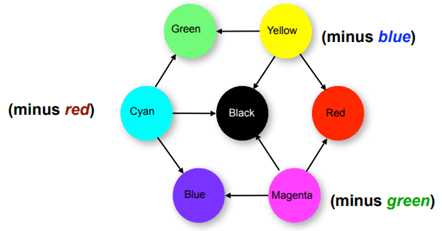 Green
Yellow
(minus blue)
(minus red)
Cyan
Black
Red
Blue
Magenta
(minus green)